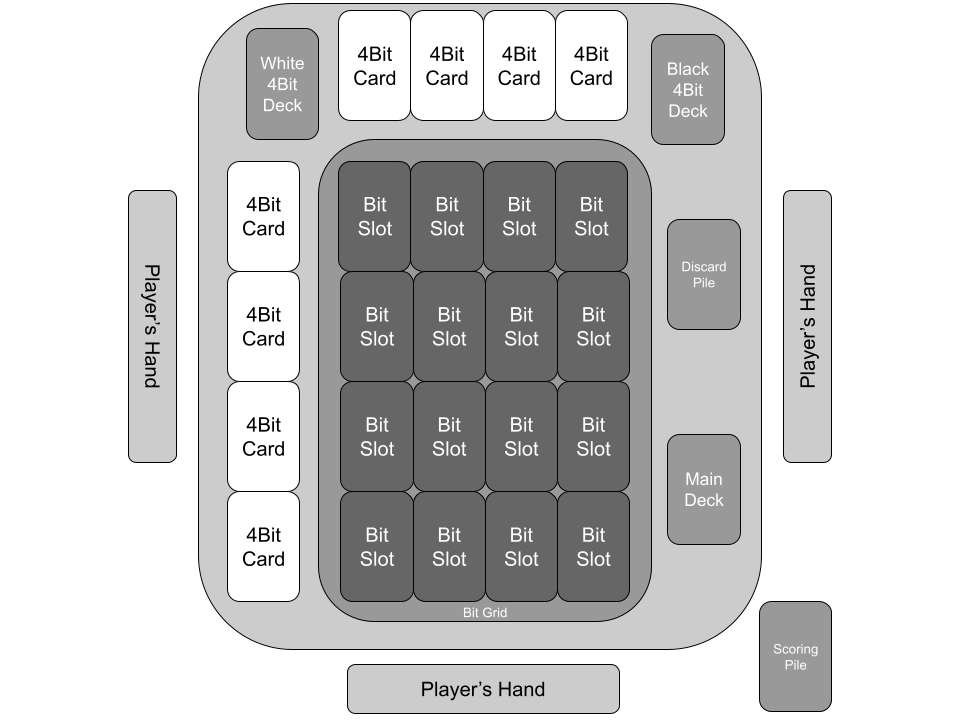 White
4Bit
Deck
4Bit
Card
4Bit
Card
4Bit
Card
4Bit
Card
Black
4Bit
Deck
4Bit
Card
Bit
Slot
Bit
Slot
Bit
Slot
Bit
Slot
Discard
Pile
4Bit
Card
Bit
Slot
Bit
Slot
Bit
Slot
Bit
Slot
Player's Hand
Player's Hand
4Bit
Card
Bit
Slot
Bit
Slot
Bit
Slot
Bit
Slot
Main
Deck
4Bit
Card
Bit
Slot
Bit
Slot
Bit
Slot
Bit
Slot
Bit Grid
Scoring
Pile
Player's Hand